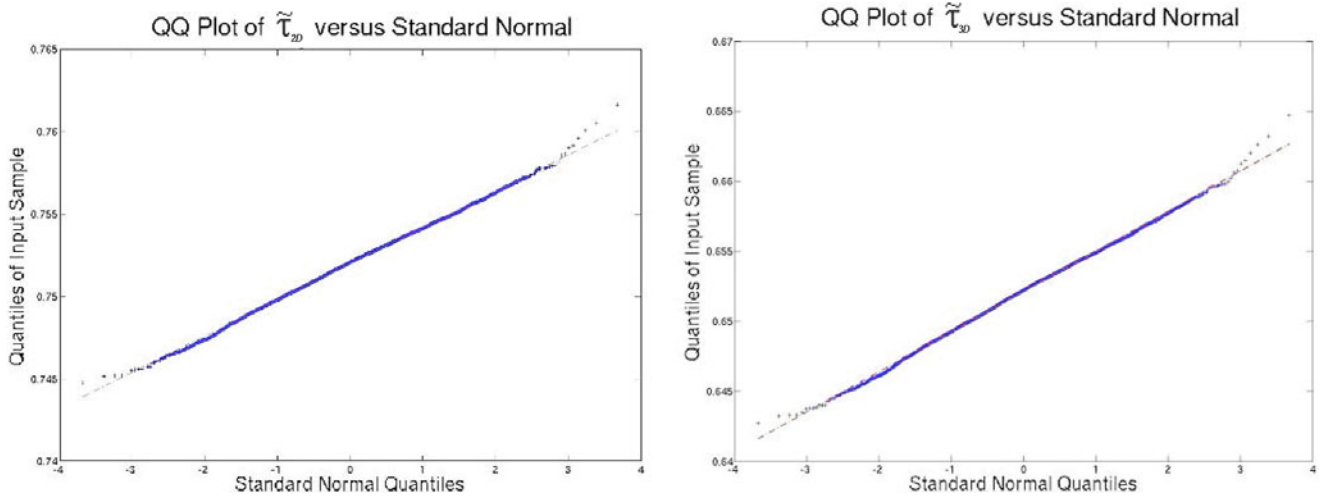 QQ Plot of τ̃2D versus Standard Normal
0.765
0.76
0.755
0.75
0.745
0.74
Quantiles of Input Sample
-4 -3 -2 -1 0 1 2 3 4
Standard Normal Quantiles
QQ Plot of τ̃3D versus Standard Normal
0.67
0.665
0.66
0.655
0.65
0.645
0.64
Quantiles of Input Sample
-4 -3 -2 -1 0 1 2 3 4
Standard Normal Quantiles